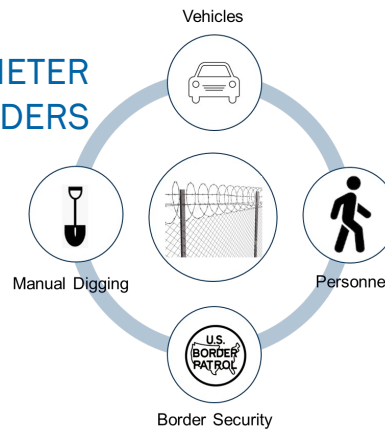 Vehicles
METER
DERS
Manual Digging
Personne
U.S.
BORDER
PATROL
Border Security